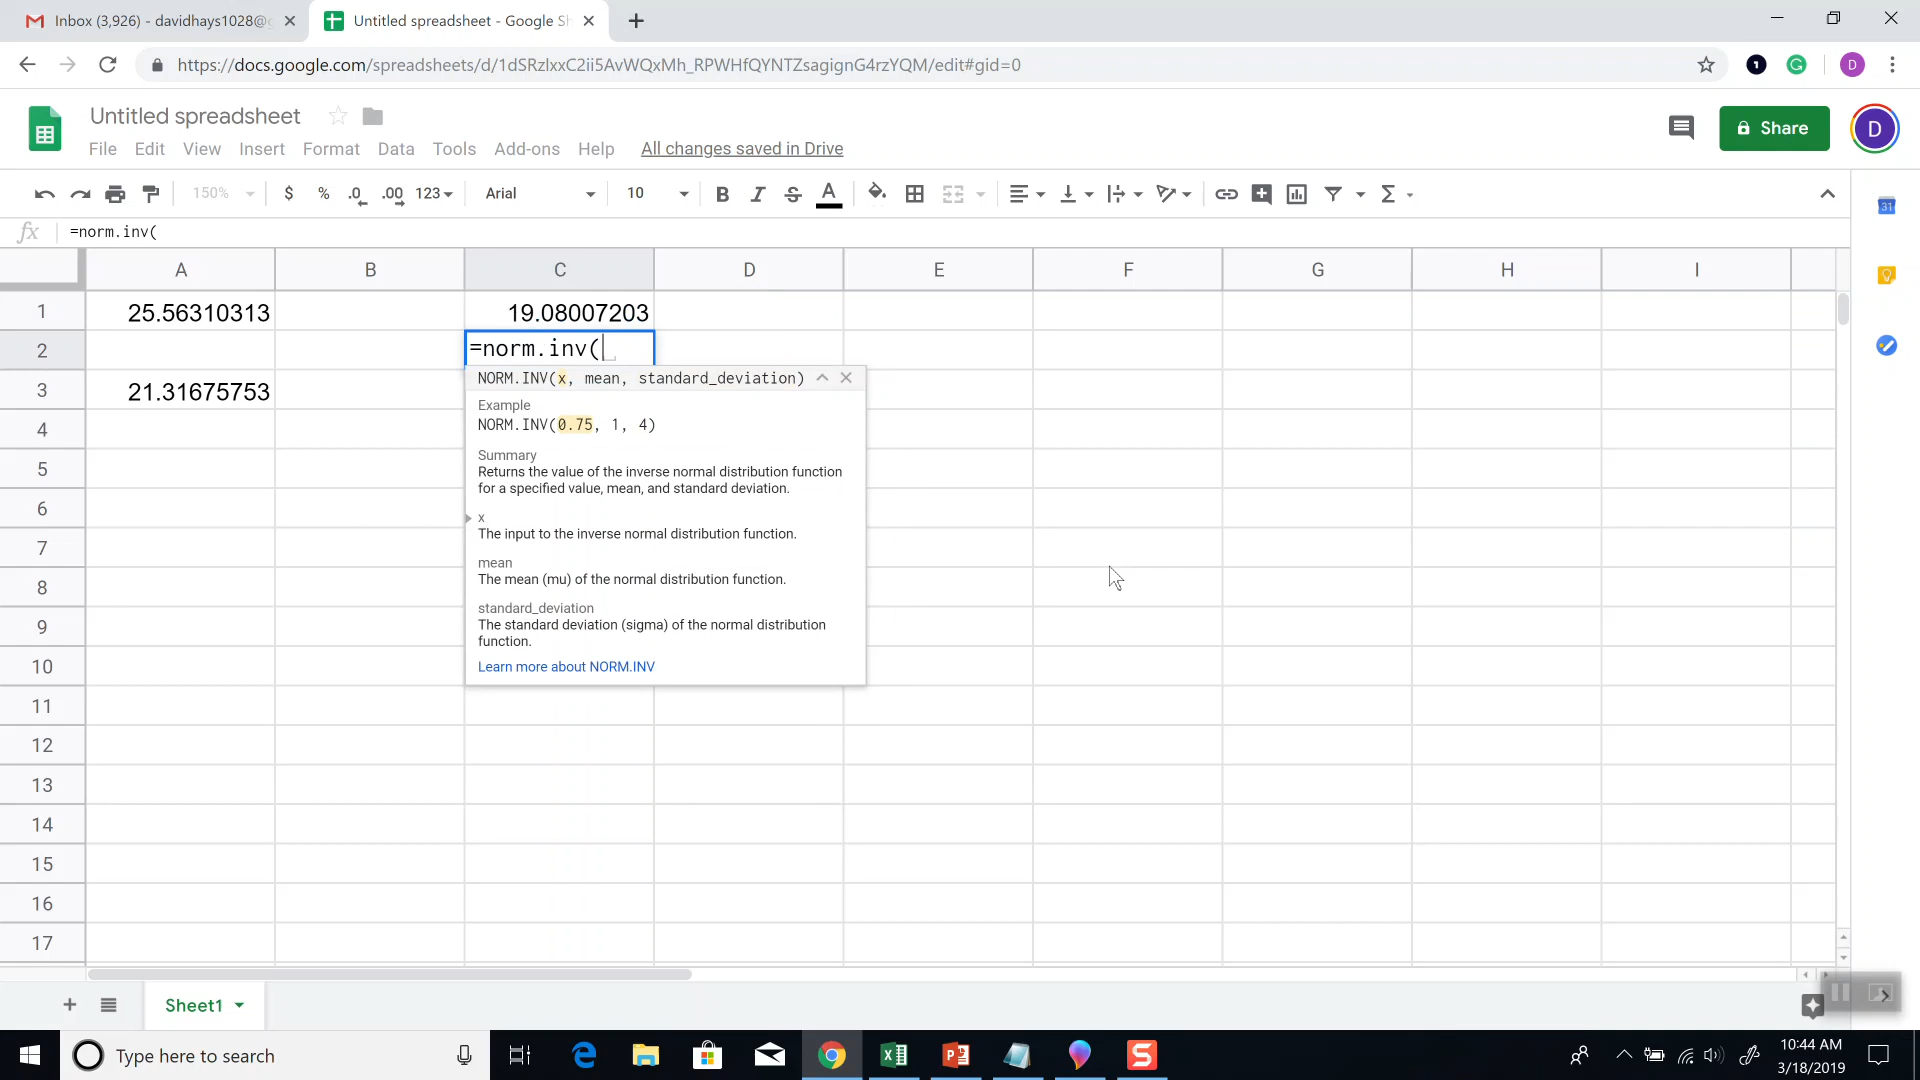 Inbox (3,926) - davidhays1028@g
Untitled spreadsheet - Google Sh
https://docs.google.com/spreadsheets/d/1dSRzlxxC2ii5AvWQxMh_RPWHfQYNTZsagignG4rzYQM/edit#gid=0
D
Untitled spreadsheet
Share
D
File Edit View Insert Format Data Tools Add-ons Help All changes saved in Drive
150% $ % .0 .00 123 Arial 10 B I S A Σ
31
fx =norm.inv(
A B C D E F G H I
1 25.56310313 19.08007203
2 =norm.inv(
3 21.31675753
NORM.INV(x, mean, standard_deviation)
Example
NORM.INV(0.75, 1, 4)
Summary
Returns the value of the inverse normal distribution function
for a specified value, mean, and standard deviation.
x
The input to the inverse normal distribution function.
mean
The mean (mu) of the normal distribution function.
standard_deviation
The standard deviation (sigma) of the normal distribution
function.
Learn more about NORM.INV
4
5
6
7
8
9
10
11
12
13
14
15
16
17
Sheet1
Type here to search
10:44 AM
3/18/2019